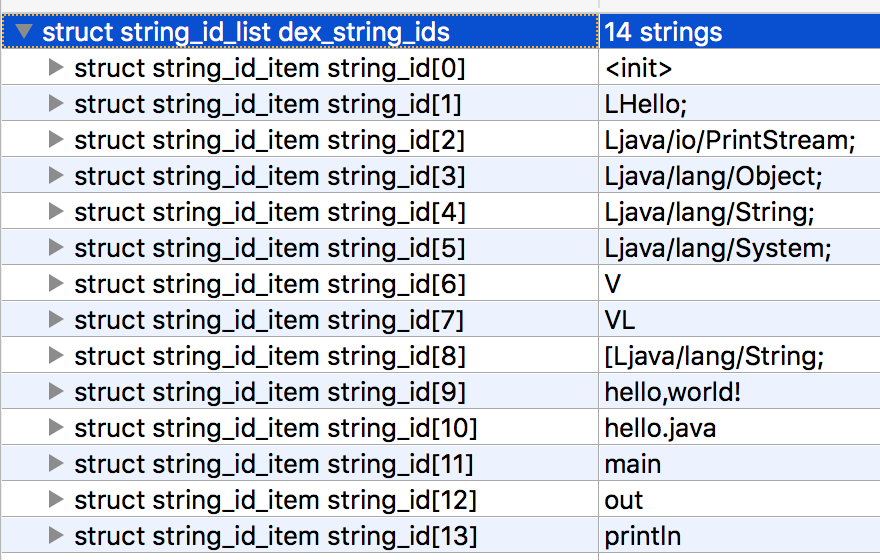 struct string_id_list dex_string_ids 14 strings
struct string_id_item string_id[0] <init>
struct string_id_item string_id[1] LHello;
struct string_id_item string_id[2] Ljava/io/PrintStream;
struct string_id_item string_id[3] Ljava/lang/Object;
struct string_id_item string_id[4] Ljava/lang/String;
struct string_id_item string_id[5] Ljava/lang/System;
struct string_id_item string_id[6] V
struct string_id_item string_id[7] VL
struct string_id_item string_id[8] [Ljava/lang/String;
struct string_id_item string_id[9] hello,world!
struct string_id_item string_id[10] hello.java
struct string_id_item string_id[11] main
struct string_id_item string_id[12] out
struct string_id_item string_id[13] println